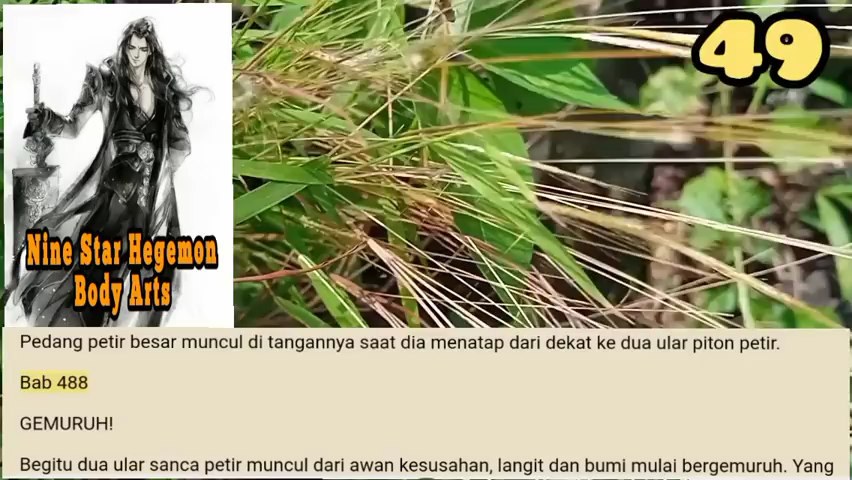 49
Nine Star Hegemon
Body Arts
Pedang petir besar muncul di tangannya saat dia menatap dari dekat ke dua ular piton petir.
Bab 488
GEMURUH!
Begitu dua ular sanca petir muncul dari awan kesusahan, langit dan bumi mulai bergemuruh. Yang